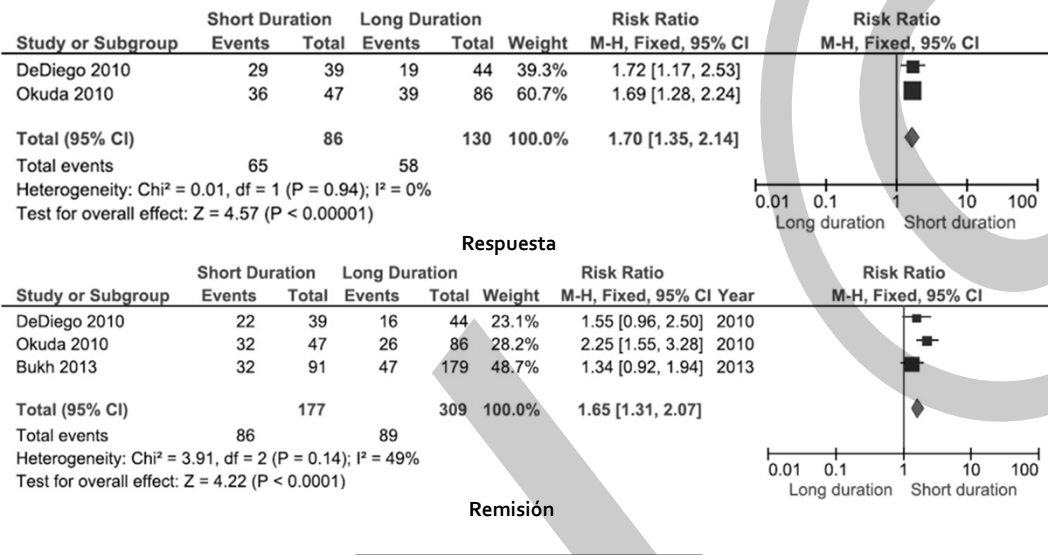 Short Duration Long Duration Risk Ratio Risk Ratio
Study or Subgroup Events Total Events Total Weight M-H, Fixed, 95% CI M-H, Fixed, 95% CI
DeDiego 2010 29 39 19 44 39.3% 1.72 [1.17, 2.53]
Okuda 2010 36 47 39 86 60.7% 1.69 [1.28, 2.24]
Total (95% CI) 86 130 100.0% 1.70 [1.35, 2.14]
Total events 65 58
Heterogeneity: Chi² = 0.01, df = 1 (P = 0.94); I² = 0%
Test for overall effect: Z = 4.57 (P < 0.00001)
0.01 0.1 1 10 100
Long duration Short duration
Respuesta
Short Duration Long Duration Risk Ratio Risk Ratio
Study or Subgroup Events Total Events Total Weight M-H, Fixed, 95% CI Year M-H, Fixed, 95% CI
DeDiego 2010 22 39 16 44 23.1% 1.55 [0.96, 2.50] 2010
Okuda 2010 32 47 26 86 28.2% 2.25 [1.55, 3.28] 2010
Bukh 2013 32 91 47 179 48.7% 1.34 [0.92, 1.94] 2013
Total (95% CI) 177 309 100.0% 1.65 [1.31, 2.07]
Total events 86 89
Heterogeneity: Chi² = 3.91, df = 2 (P = 0.14); I² = 49%
Test for overall effect: Z = 4.22 (P < 0.0001)
0.01 0.1 1 10 100
Long duration Short duration
Remisión